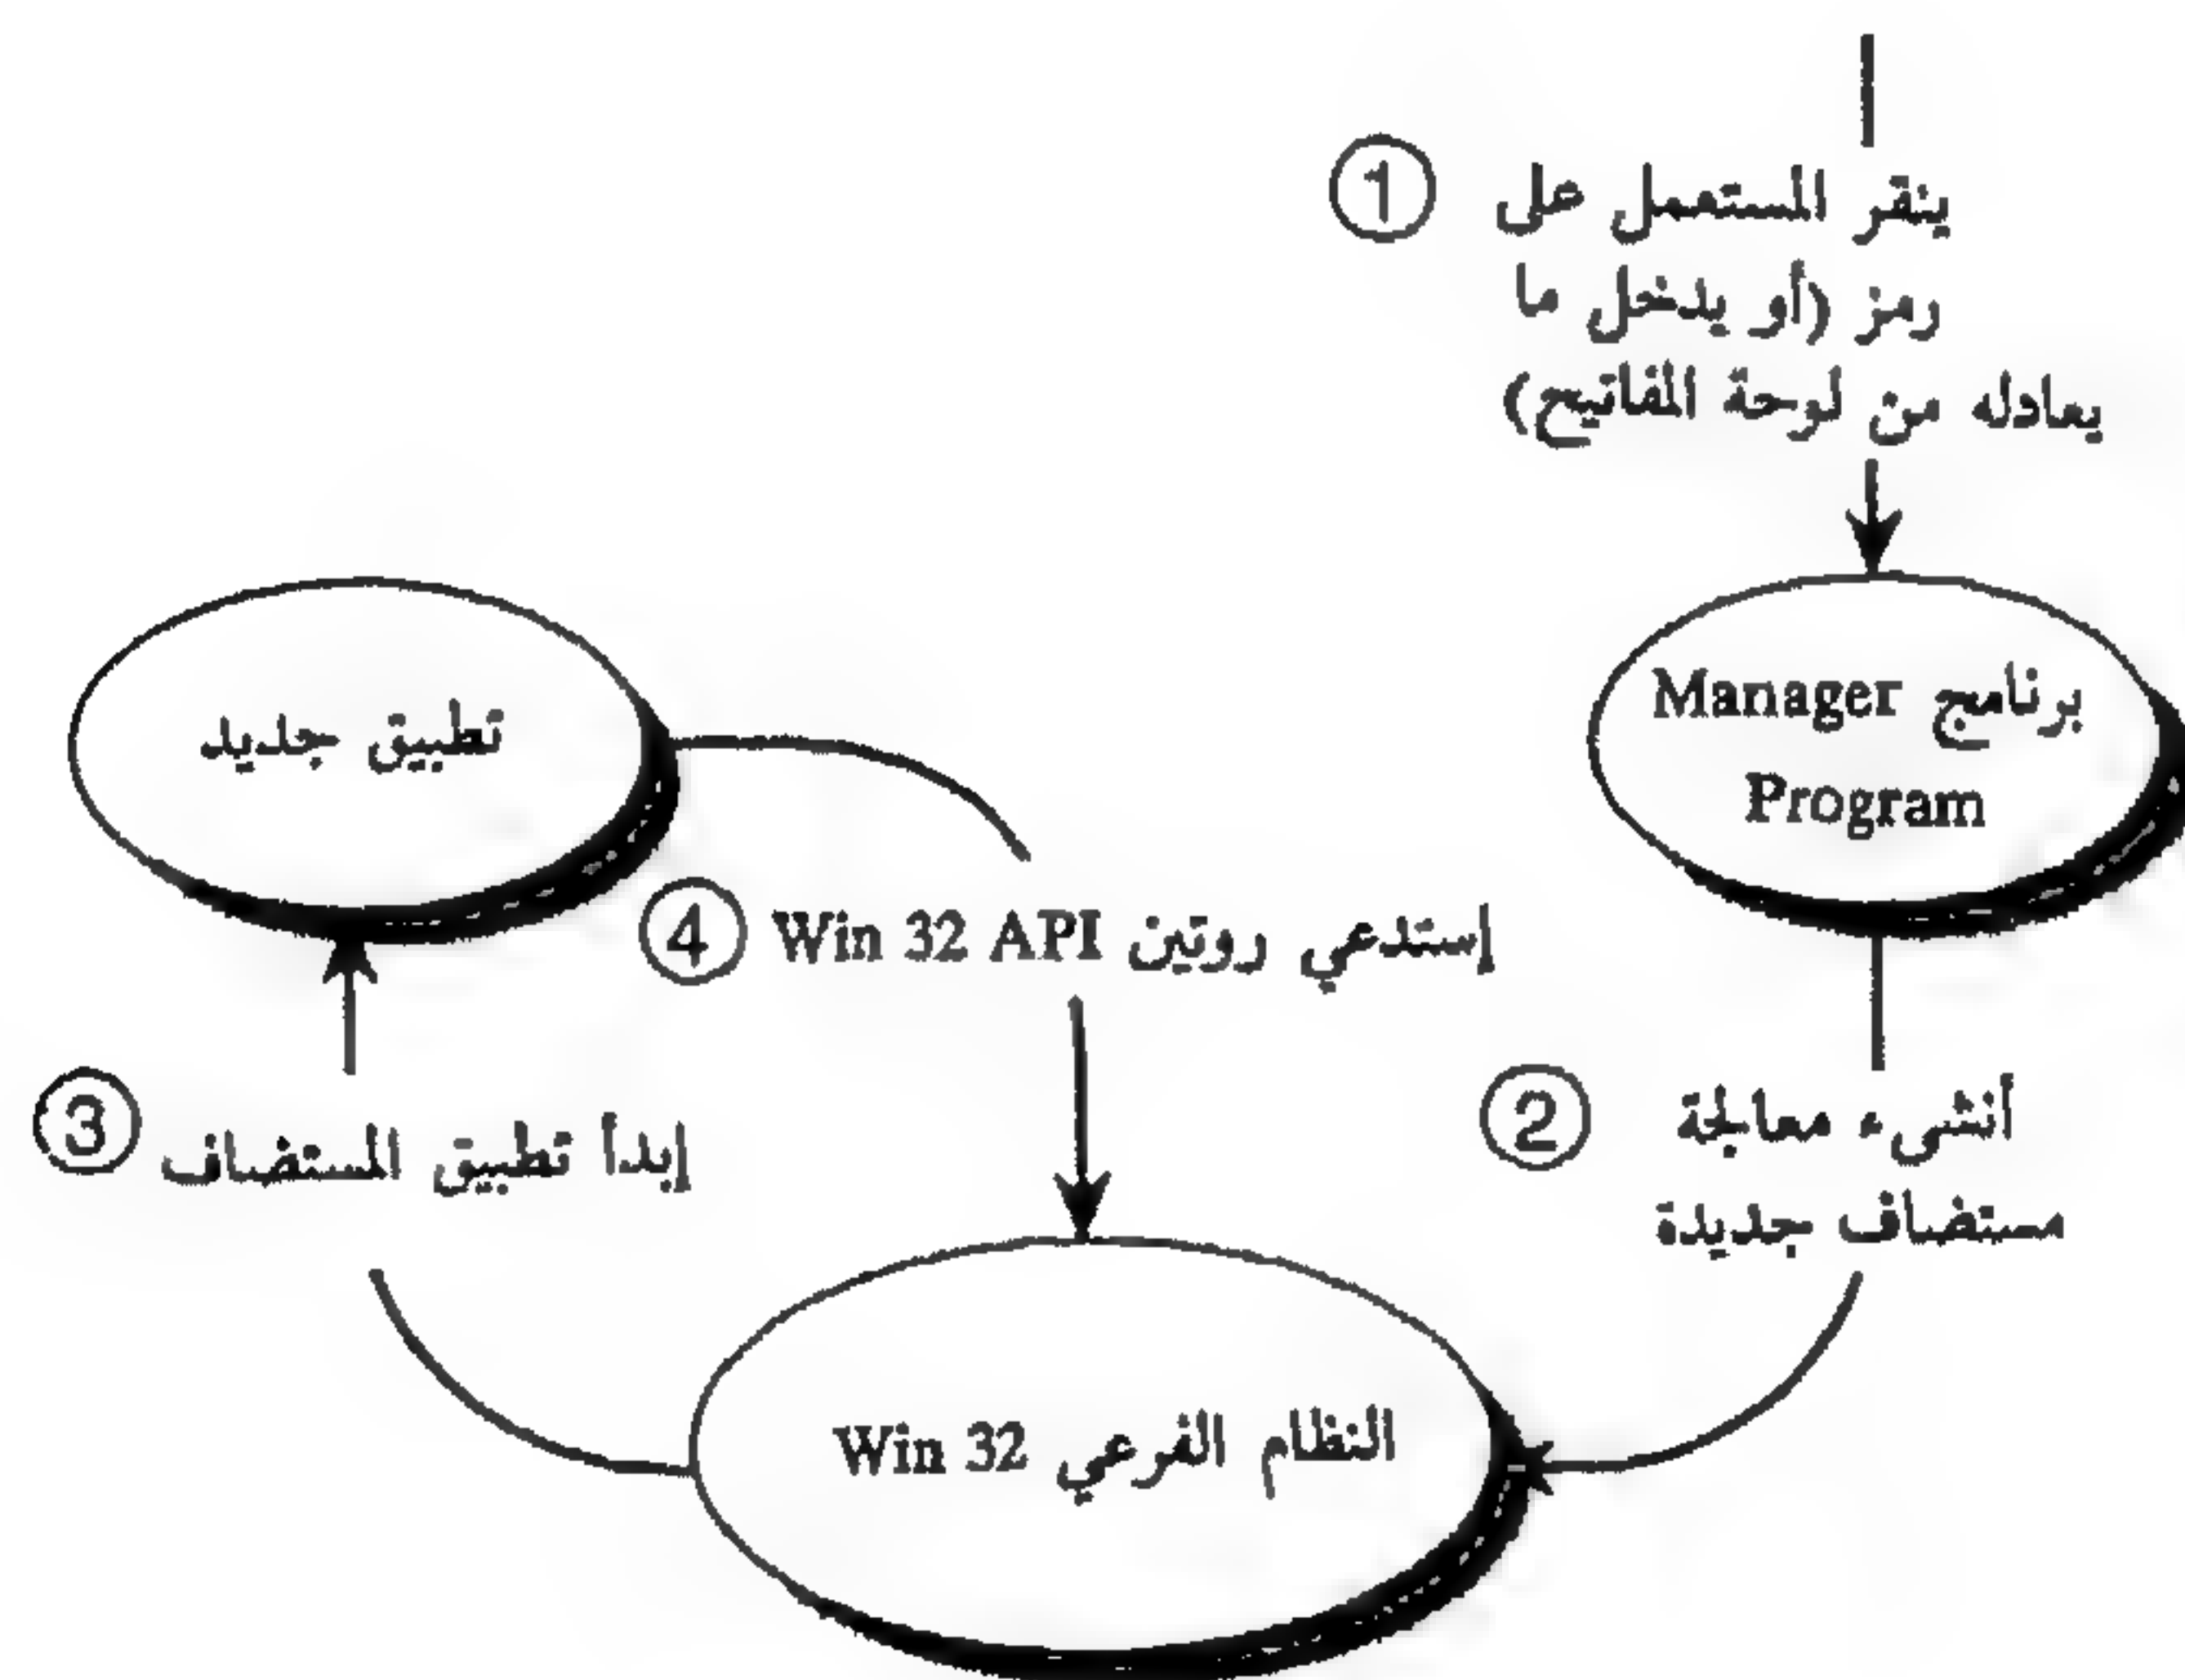 ① ينقر المستعمل على
رمز (أو يدخل ما
يعادله من لوحة المفاتيح)
برنامج Manager
Program
② أنشىء معالجة
مستضاف جديدة
النظام الفرعي Win 32
③ إبدأ تطبيق المستضاف
تطبيق جديد
④ إستدعي روتين Win 32 API